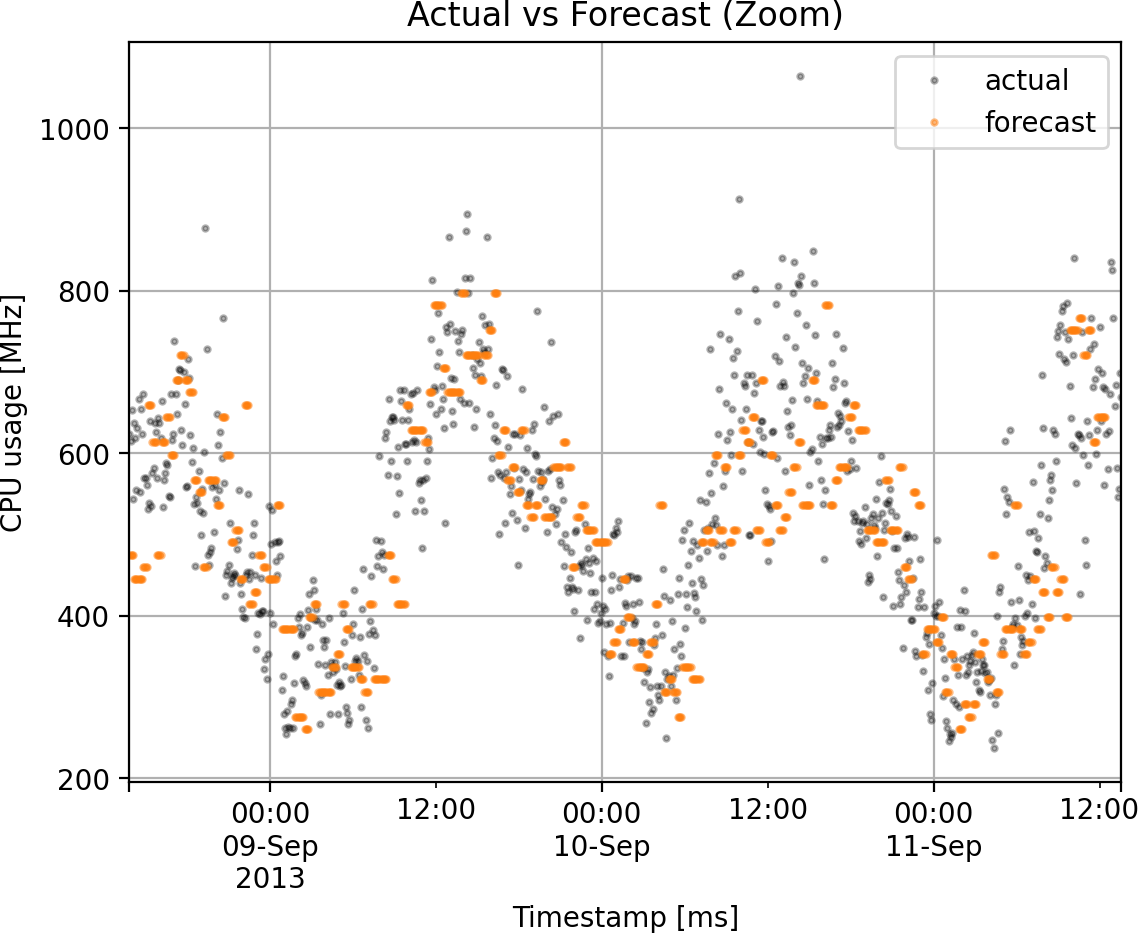 Actual vs Forecast (Zoom)
actual
forecast
CPU usage [MHz]
1000
800
600
400
200
00:00
09-Sep
2013
12:00
00:00
10-Sep
12:00
00:00
11-Sep
12:00
Timestamp [ms]